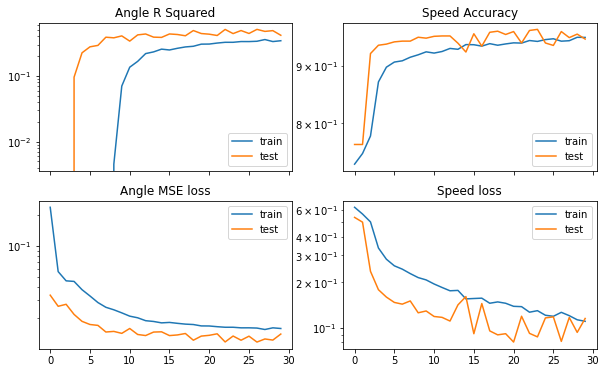 Angle R Squared
Speed Accuracy
10⁻¹
10⁻²
train
test
9 × 10⁻¹
8 × 10⁻¹
train
test
Angle MSE loss
Speed loss
10⁻¹
train
test
0 5 10 15 20 25 30
6 × 10⁻¹
4 × 10⁻¹
3 × 10⁻¹
2 × 10⁻¹
10⁻¹
train
test
0 5 10 15 20 25 30